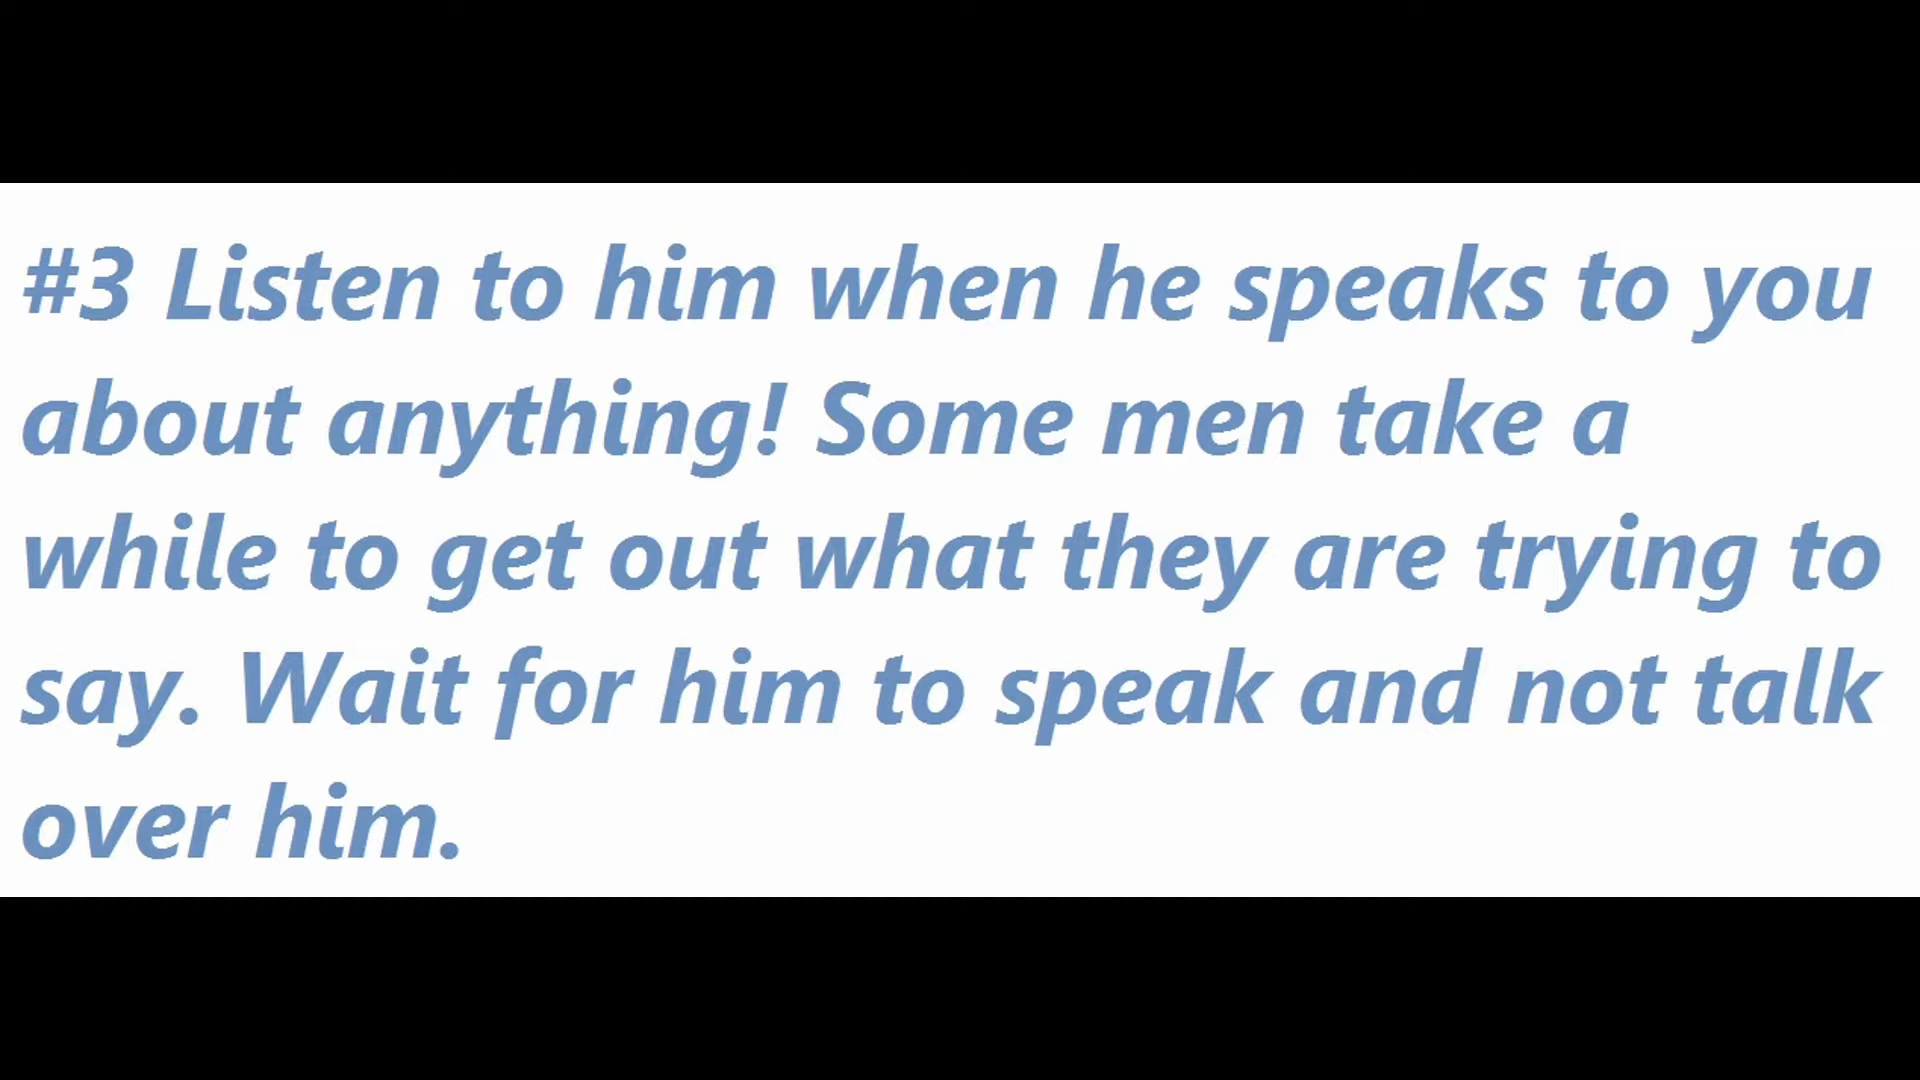 #3 Listen to him when he speaks to you
about anything! Some men take a
while to get out what they are trying to
say. Wait for him to speak and not talk
over him.